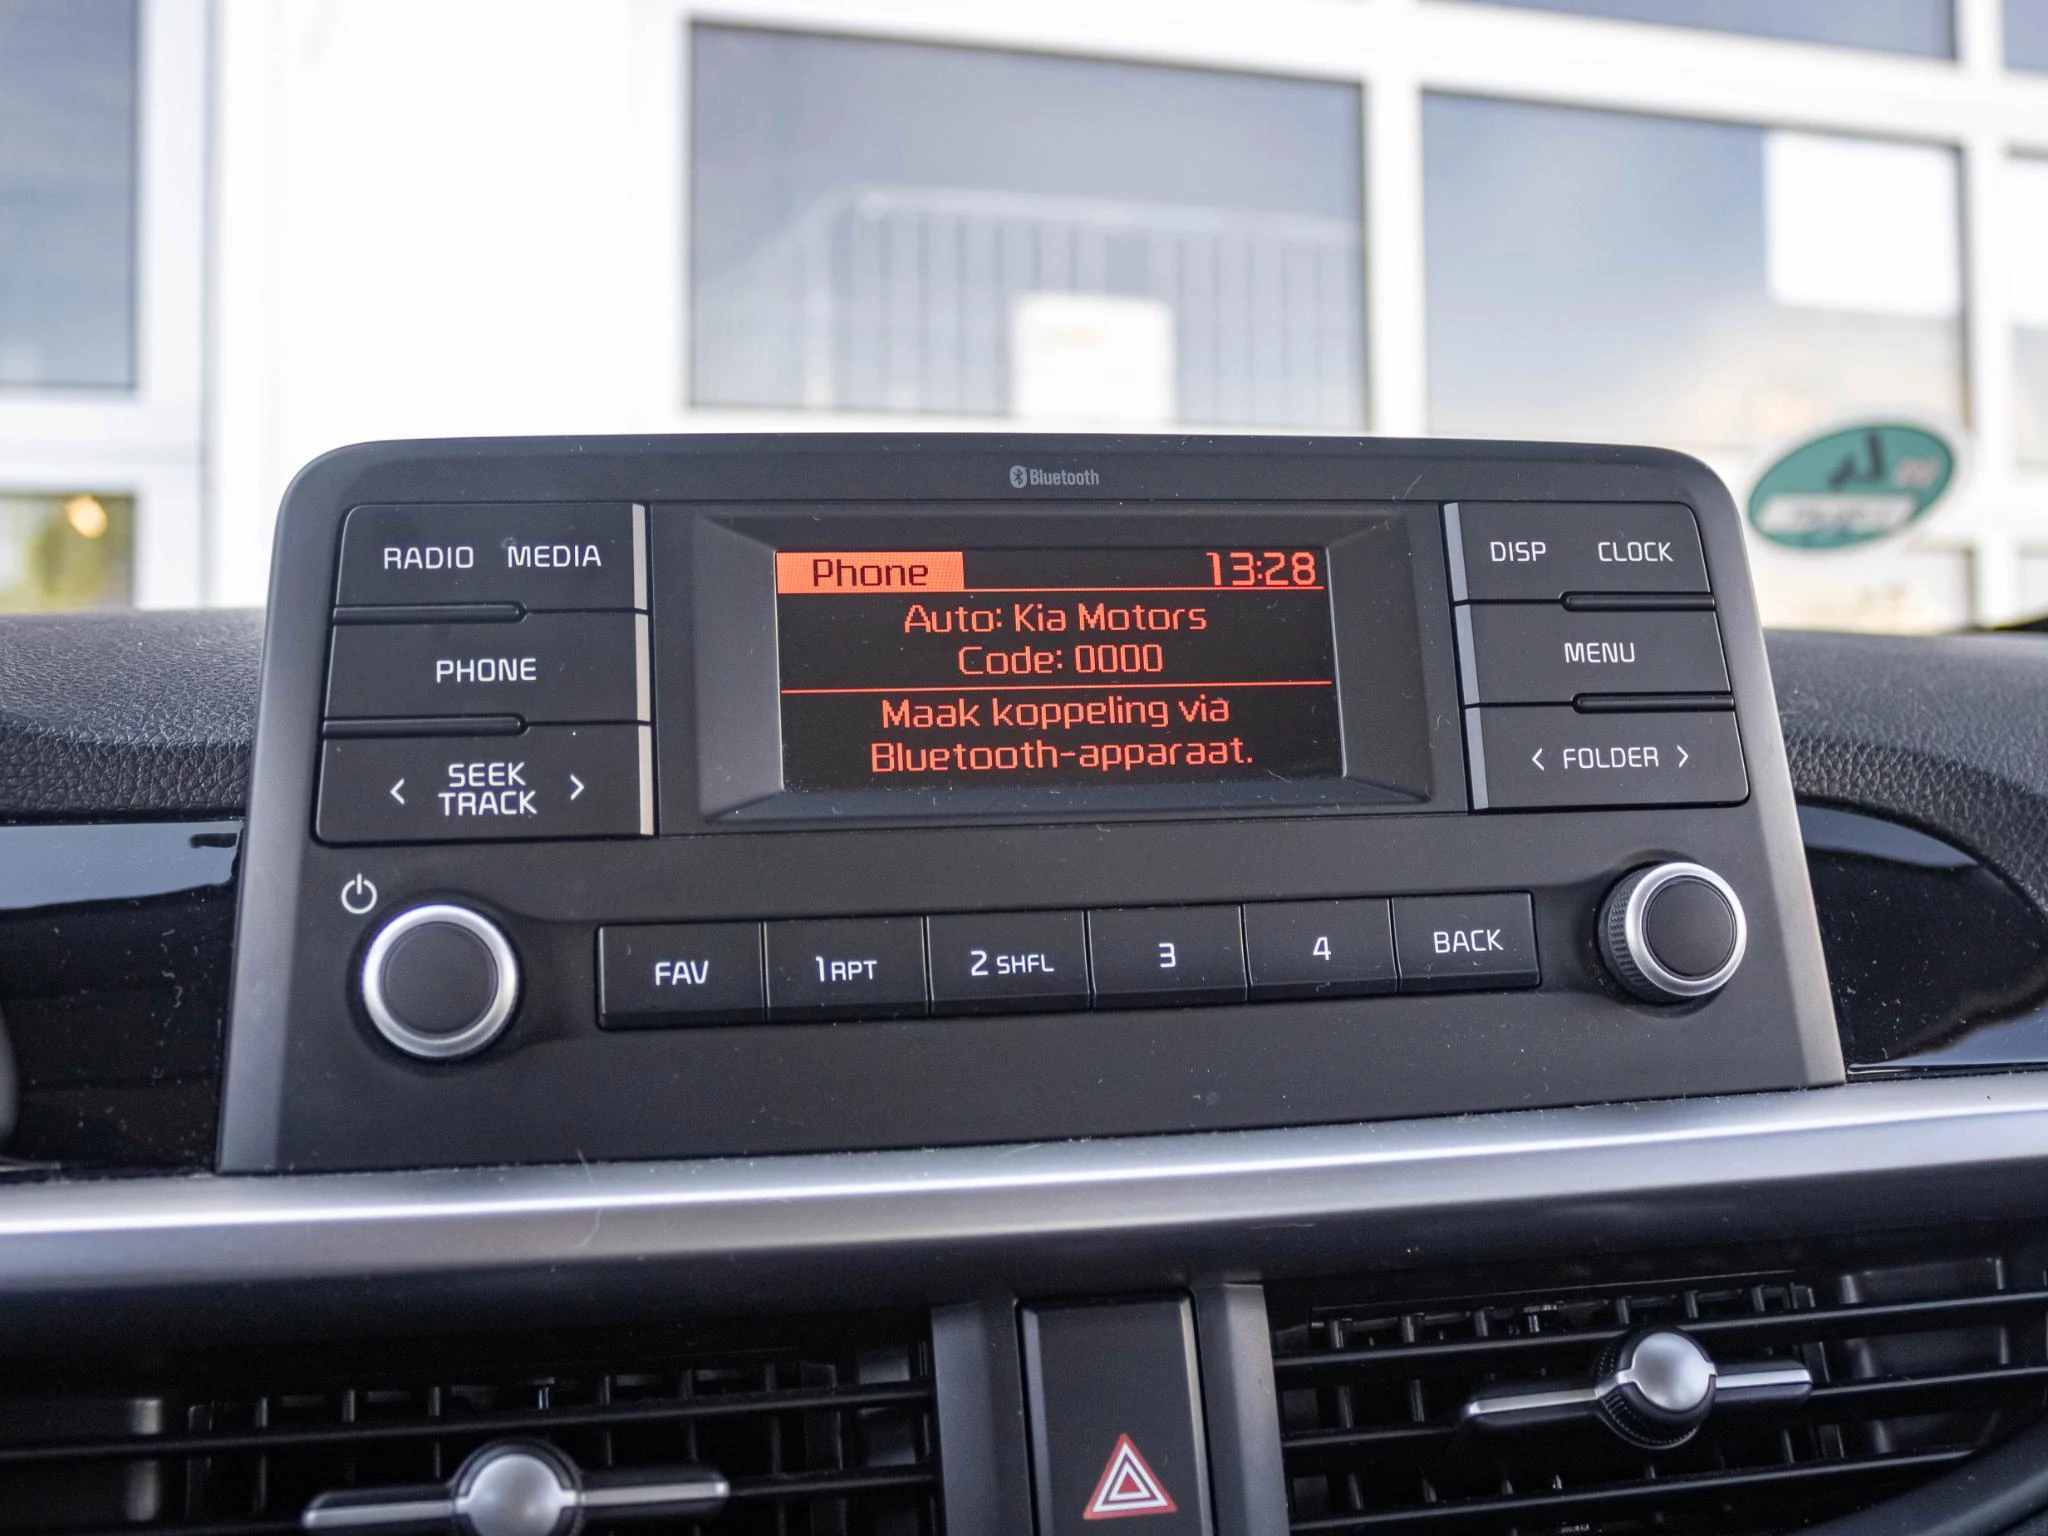 Bluetooth
RADIO MEDIA
PHONE
< SEEK >
TRACK
Phone 13:28
Auto: Kia Motors
Code: 0000
Maak koppeling via
Bluetooth-apparaat.
DISP CLOCK
MENU
< FOLDER >
FAV 1 RPT 2 SHFL 3 4 BACK